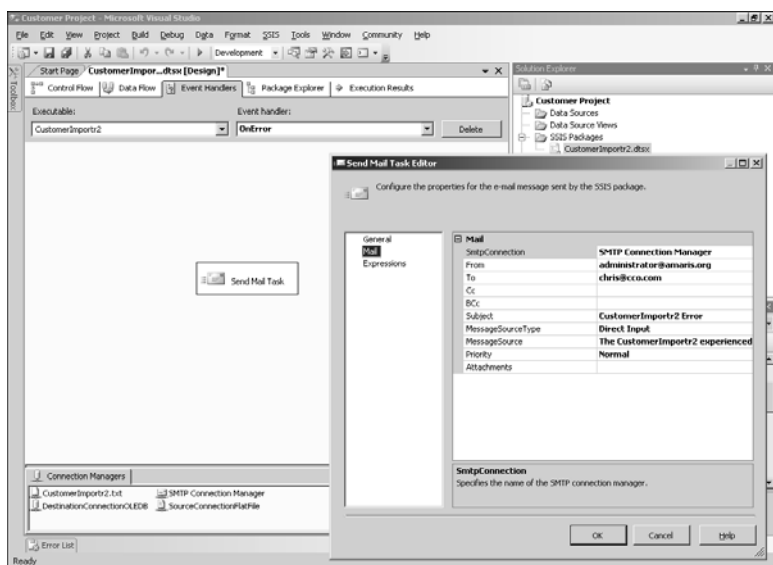 Customer Project - Microsoft Visual Studio
File Edit View Project Build Debug Data Format SSIS Tools Window Community Help
Development
Toolbox
Start Page CustomerImpor...dtsx [Design]*
Solution Explorer
Control Flow Data Flow Event Handlers Package Explorer Execution Results
Executable: Event handler:
CustomerImportr2 OnError Delete
Customer Project
Data Sources
Data Source Views
SSIS Packages
CustomerImportr2.dtsx
Send Mail Task
Send Mail Task Editor
Configure the properties for the e-mail message sent by the SSIS package.
General
Mail
Expressions
Mail
SmtpConnection SMTP Connection Manager
From administrator@amaris.org
To chris@cco.com
Cc
BCc
Subject CustomerImportr2 Error
MessageSourceType Direct Input
MessageSource The CustomerImportr2 experienced
Priority Normal
Attachments
SmtpConnection
Specifies the name of the SMTP connection manager.
OK Cancel Help
Connection Managers
CustomerImportr2.txt SMTP Connection Manager
DestinationConnectionOLEDB SourceConnectionFlatFile
Error List
Ready